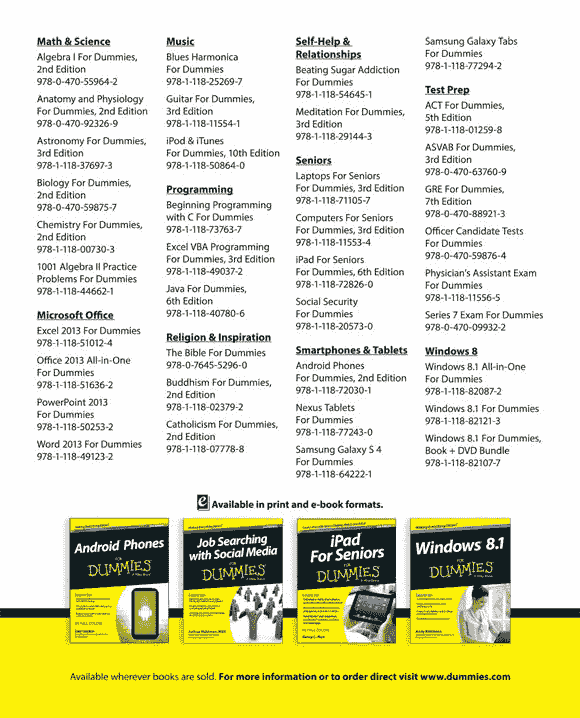 Math & Science
Algebra I For Dummies,
2nd Edition
978-0-470-55964-2
Anatomy and Physiology
For Dummies, 2nd Edition
978-0-470-92326-9
Astronomy For Dummies,
3rd Edition
978-1-118-37697-3
Biology For Dummies,
2nd Edition
978-0-470-59875-7
Chemistry For Dummies,
2nd Edition
978-1-118-00730-3
1001 Algebra II Practice
Problems For Dummies
978-1-118-44662-1
Microsoft Office
Excel 2013 For Dummies
978-1-118-51012-4
Office 2013 All-in-One
For Dummies
978-1-118-51636-2
PowerPoint 2013
For Dummies
978-1-118-50253-2
Word 2013 For Dummies
978-1-118-49123-2
Music
Blues Harmonica
For Dummies
978-1-118-25269-7
Guitar For Dummies,
3rd Edition
978-1-118-11554-1
iPod & iTunes
For Dummies, 10th Edition
978-1-118-50864-0
Programming
Beginning Programming
with C For Dummies
978-1-118-73763-7
Excel VBA Programming
For Dummies, 3rd Edition
978-1-118-49037-2
Java For Dummies,
6th Edition
978-1-118-40780-6
Religion & Inspiration
The Bible For Dummies
978-0-7645-5296-0
Buddhism For Dummies,
2nd Edition
978-1-118-02379-2
Catholicism For Dummies,
2nd Edition
978-1-118-07778-8
Self-Help &
Relationships
Beating Sugar Addiction
For Dummies
978-1-118-54645-1
Meditation For Dummies,
3rd Edition
978-1-118-29144-3
Seniors
Laptops For Seniors
For Dummies, 3rd Edition
978-1-118-71105-7
Computers For Seniors
For Dummies, 3rd Edition
978-1-118-11553-4
iPad For Seniors
For Dummies, 6th Edition
978-1-118-72826-0
Social Security
For Dummies
978-1-118-20573-0
Smartphones & Tablets
Android Phones
For Dummies, 2nd Edition
978-1-118-72030-1
Nexus Tablets
For Dummies
978-1-118-77243-0
Samsung Galaxy S 4
For Dummies
978-1-118-64222-1
Samsung Galaxy Tabs
For Dummies
978-1-118-77294-2
Test Prep
ACT For Dummies,
5th Edition
978-1-118-01259-8
ASVAB For Dummies,
3rd Edition
978-0-470-63760-9
GRE For Dummies,
7th Edition
978-0-470-88921-3
Officer Candidate Tests
For Dummies
978-0-470-59876-4
Physician's Assistant Exam
For Dummies
978-1-118-11556-5
Series 7 Exam For Dummies
978-0-470-09932-2
Windows 8
Windows 8.1 All-in-One
For Dummies
978-1-118-82087-2
Windows 8.1 For Dummies
978-1-118-82121-3
Windows 8.1 For Dummies,
Book + DVD Bundle
978-1-118-82107-7
e Available in print and e-book formats.
Android Phones
FOR
DUMMIES
Job Searching
with Social Media
FOR
DUMMIES
iPad
For Seniors
FOR
DUMMIES
Windows 8.1
FOR
DUMMIES
Available wherever books are sold. For more information or to order direct visit www.dummies.com